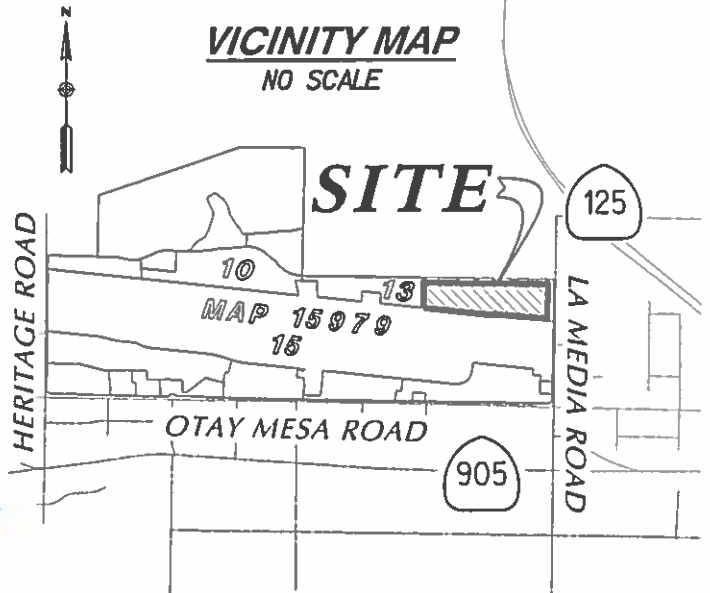 N
VICINITY MAP
NO SCALE
SITE
125
HERITAGE ROAD
10
13
MAP 15979
15
LA MEDIA ROAD
OTAY MESA ROAD
905